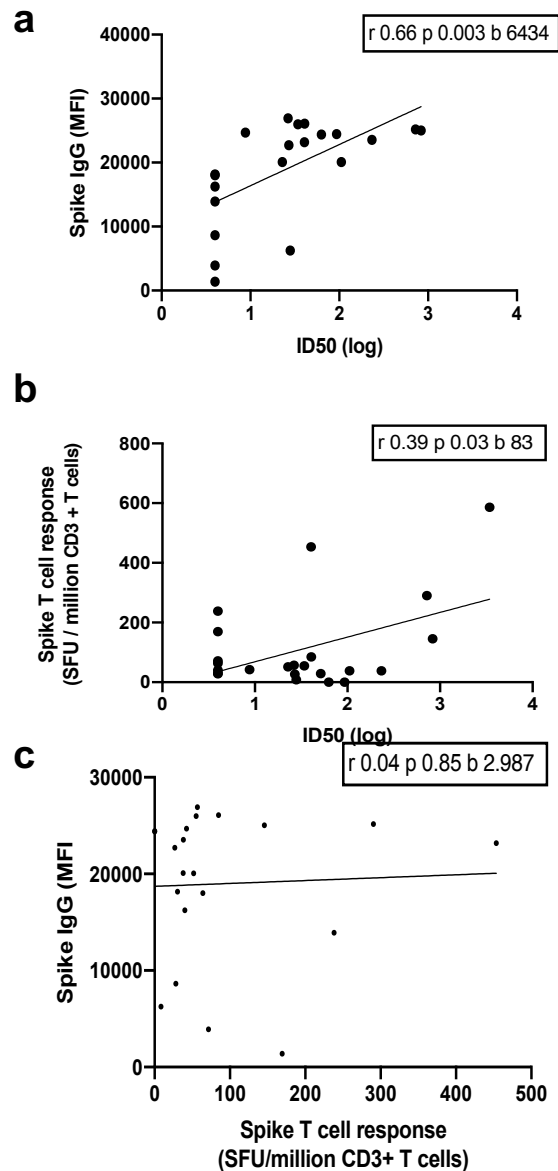 a
r 0.66 p 0.003 b 6434
40000
30000
20000
10000
0
Spike IgG (MFI)
1
2
3
4
ID50 (log)
b
r 0.39 p 0.03 b 83
800
600
400
200
0
Spike T cell response
(SFU / million CD3 + T cells)
0
1
2
3
4
ID50 (log)
c
r 0.04 p 0.85 b 2.987
30000
20000
10000
0
Spike IgG (MFI
0
100
200
300
400
500
Spike T cell response
(SFU/million CD3+ T cells)